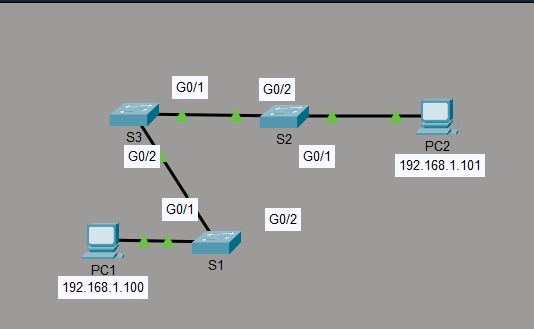 G0/1
G0/2
S3
S2
PC2
G0/2
G0/1
192.168.1.101
G0/1
G0/2
PC1
S1
192.168.1.100